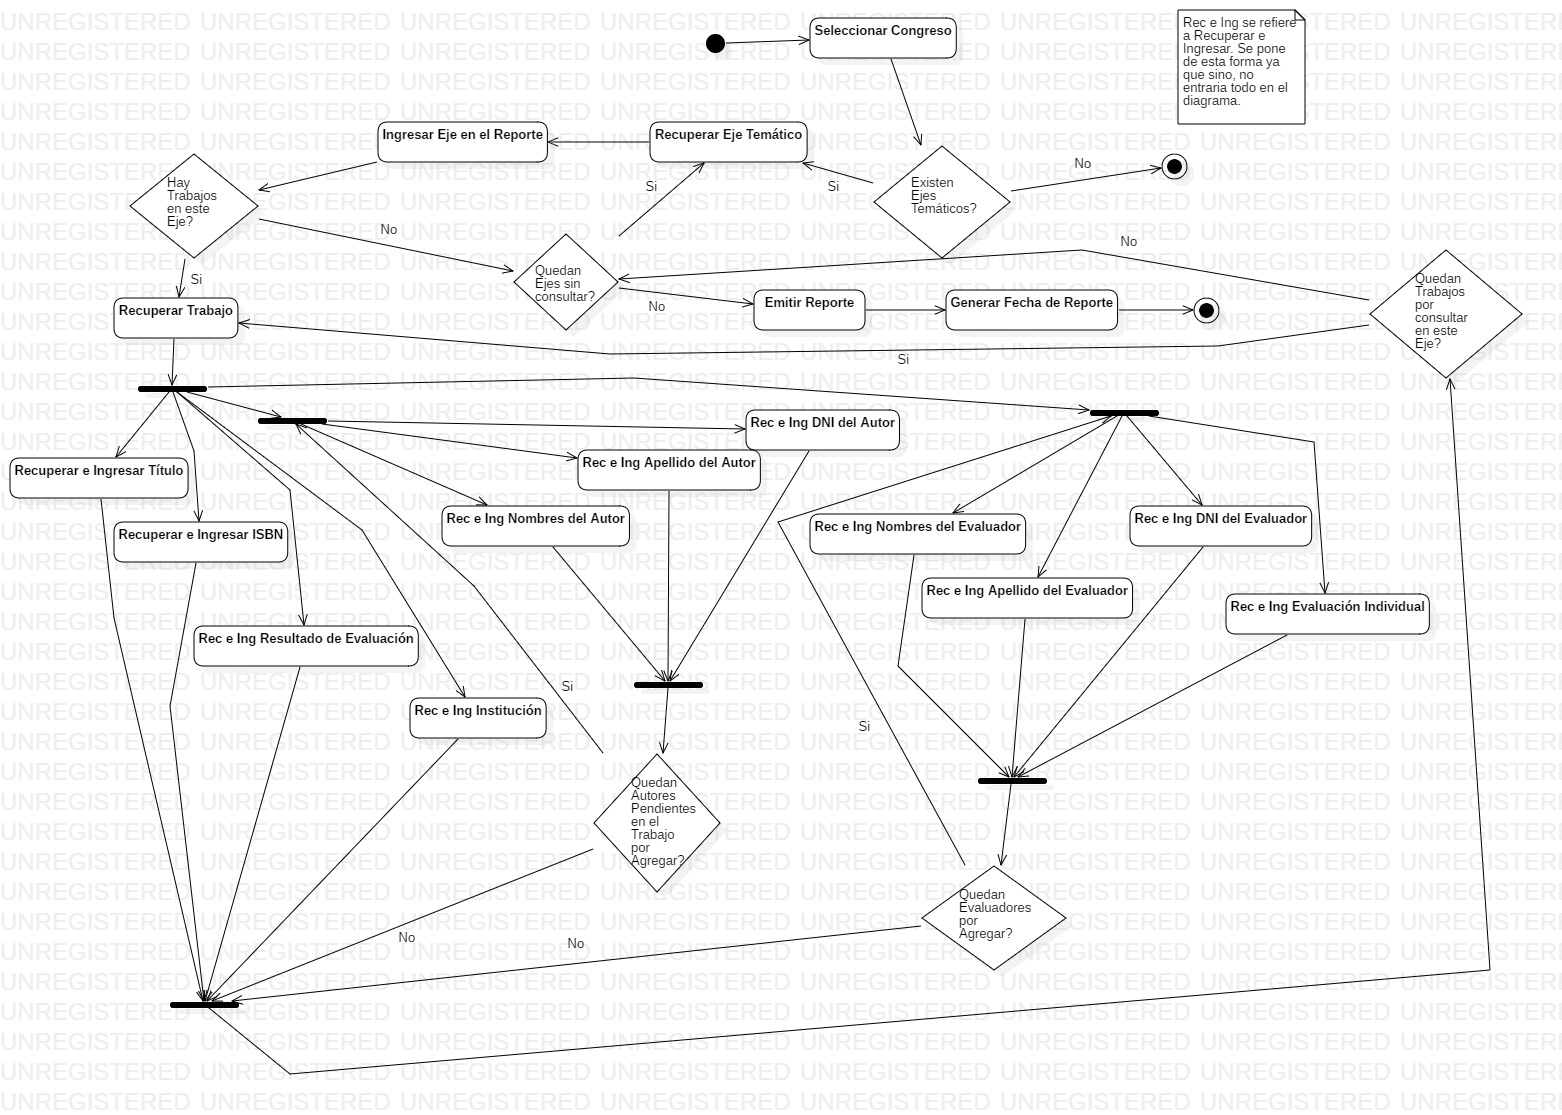 Seleccionar Congreso
Rec e Ing se refiere
a Recuperar e
Ingresar. Se pone
de esta forma ya
que sino, no
entraria todo en el
diagrama.
Ingresar Eje en el Reporte
Recuperar Eje Temático
Hay
Trabajos
en este
Eje?
Si
Si
Existen
Ejes
Temáticos?
No
No
No
Quedan
Ejes sin
consultar?
Si
No
Emitir Reporte
Generar Fecha de Reporte
Quedan
Trabajos
por
consultar
en este
Eje?
Recuperar Trabajo
Si
Rec e Ing DNI del Autor
Recuperar e Ingresar Título
Rec e Ing Apellido del Autor
Recuperar e Ingresar ISBN
Rec e Ing Nombres del Autor
Rec e Ing Nombres del Evaluador
Rec e Ing DNI del Evaluador
Rec e Ing Apellido del Evaluador
Rec e Ing Evaluación Individual
Rec e Ing Resultado de Evaluación
Rec e Ing Institución
Si
Si
Quedan
Autores
Pendientes
en el
Trabajo
por
Agregar?
Quedan
Evaluadores
por
Agregar?
No
No
UNREGISTERED